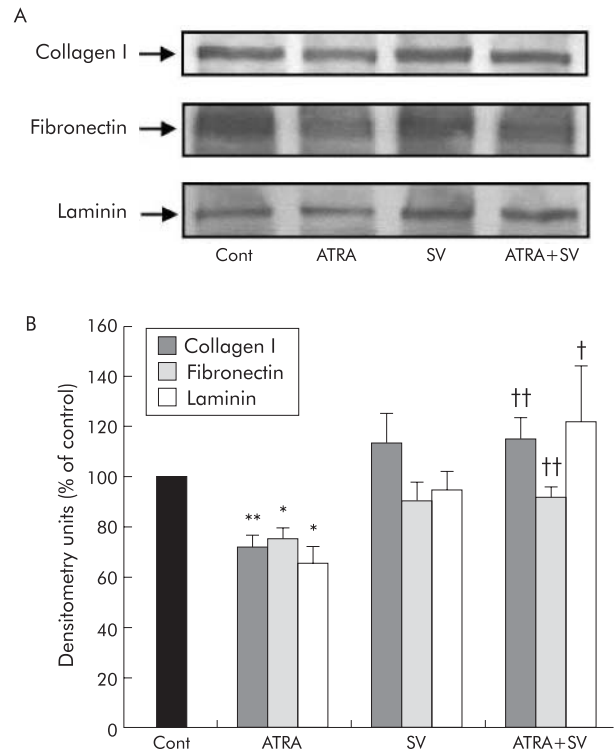 A
Collagen I
Fibronectin
Laminin
Cont ATRA SV ATRA+SV
B
Densitometry units (% of control)
160
140
120
100
80
60
40
20
0
Collagen I
Fibronectin
Laminin
** * *
†† †† †
Cont ATRA SV ATRA+SV